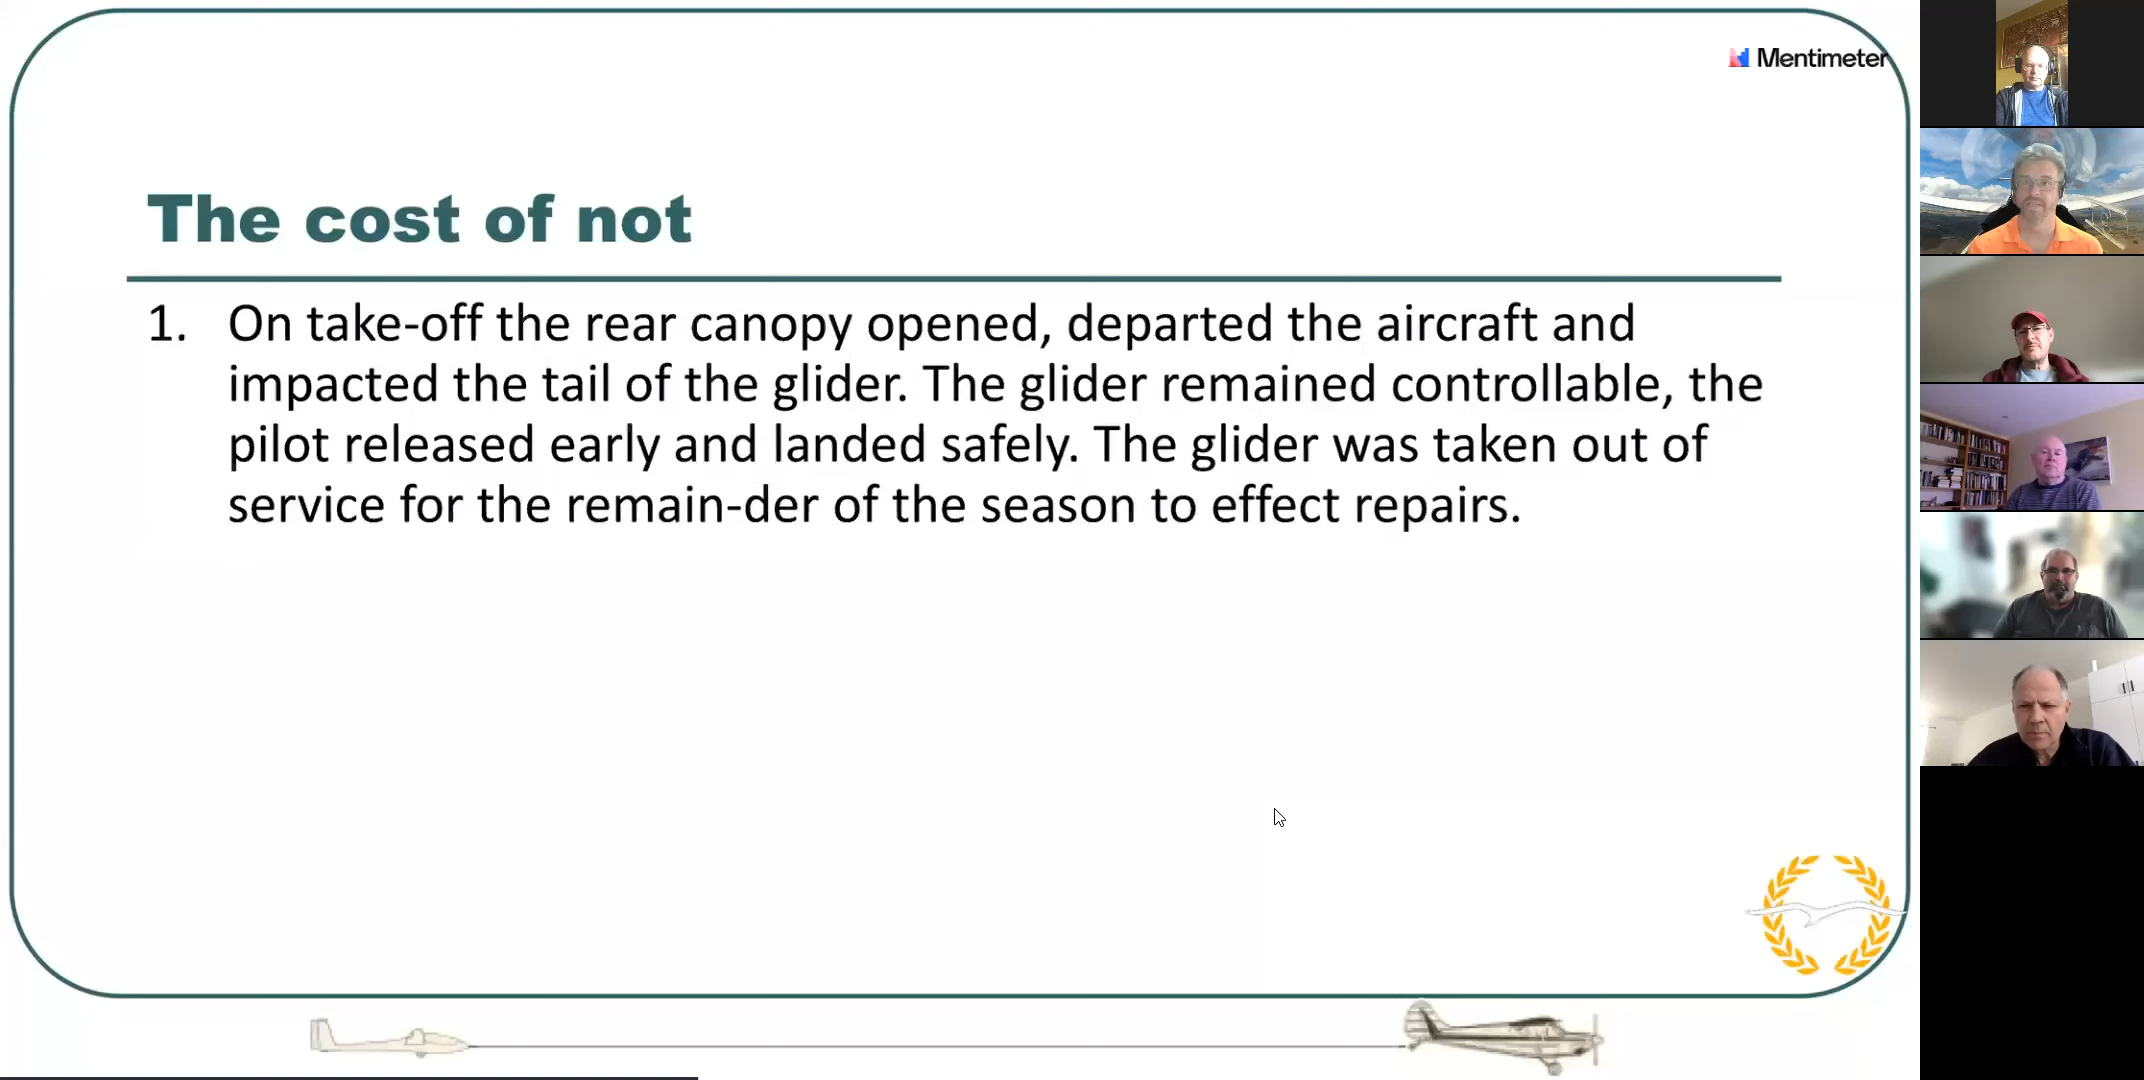 Mentimeter
The cost of not
1. On take-off the rear canopy opened, departed the aircraft and
impacted the tail of the glider. The glider remained controllable, the
pilot released early and landed safely. The glider was taken out of
service for the remain-der of the season to effect repairs.